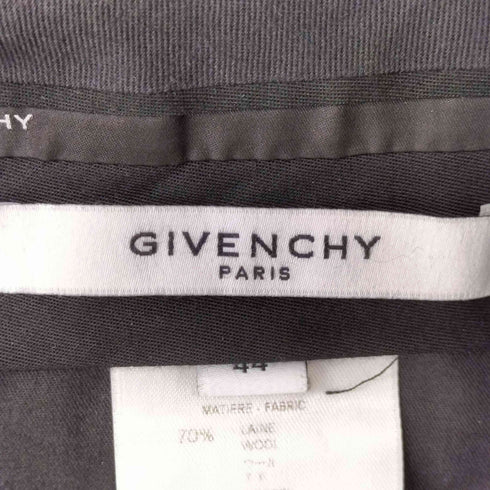 HY
GIVENCHY
PARIS
44
MATIERE - FABRIC
70% LAINE
WOOL